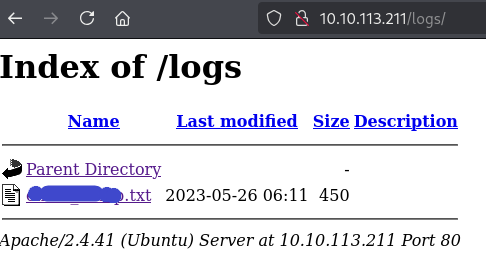 10.10.113.211/logs/
Index of /logs
Name Last modified Size Description
Parent Directory -
p.txt 2023-05-26 06:11 450
Apache/2.4.41 (Ubuntu) Server at 10.10.113.211 Port 80